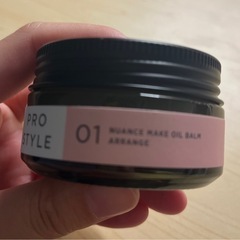 PRO
STYLE
01
NUANCE MAKE OIL BALM
ARRANGE